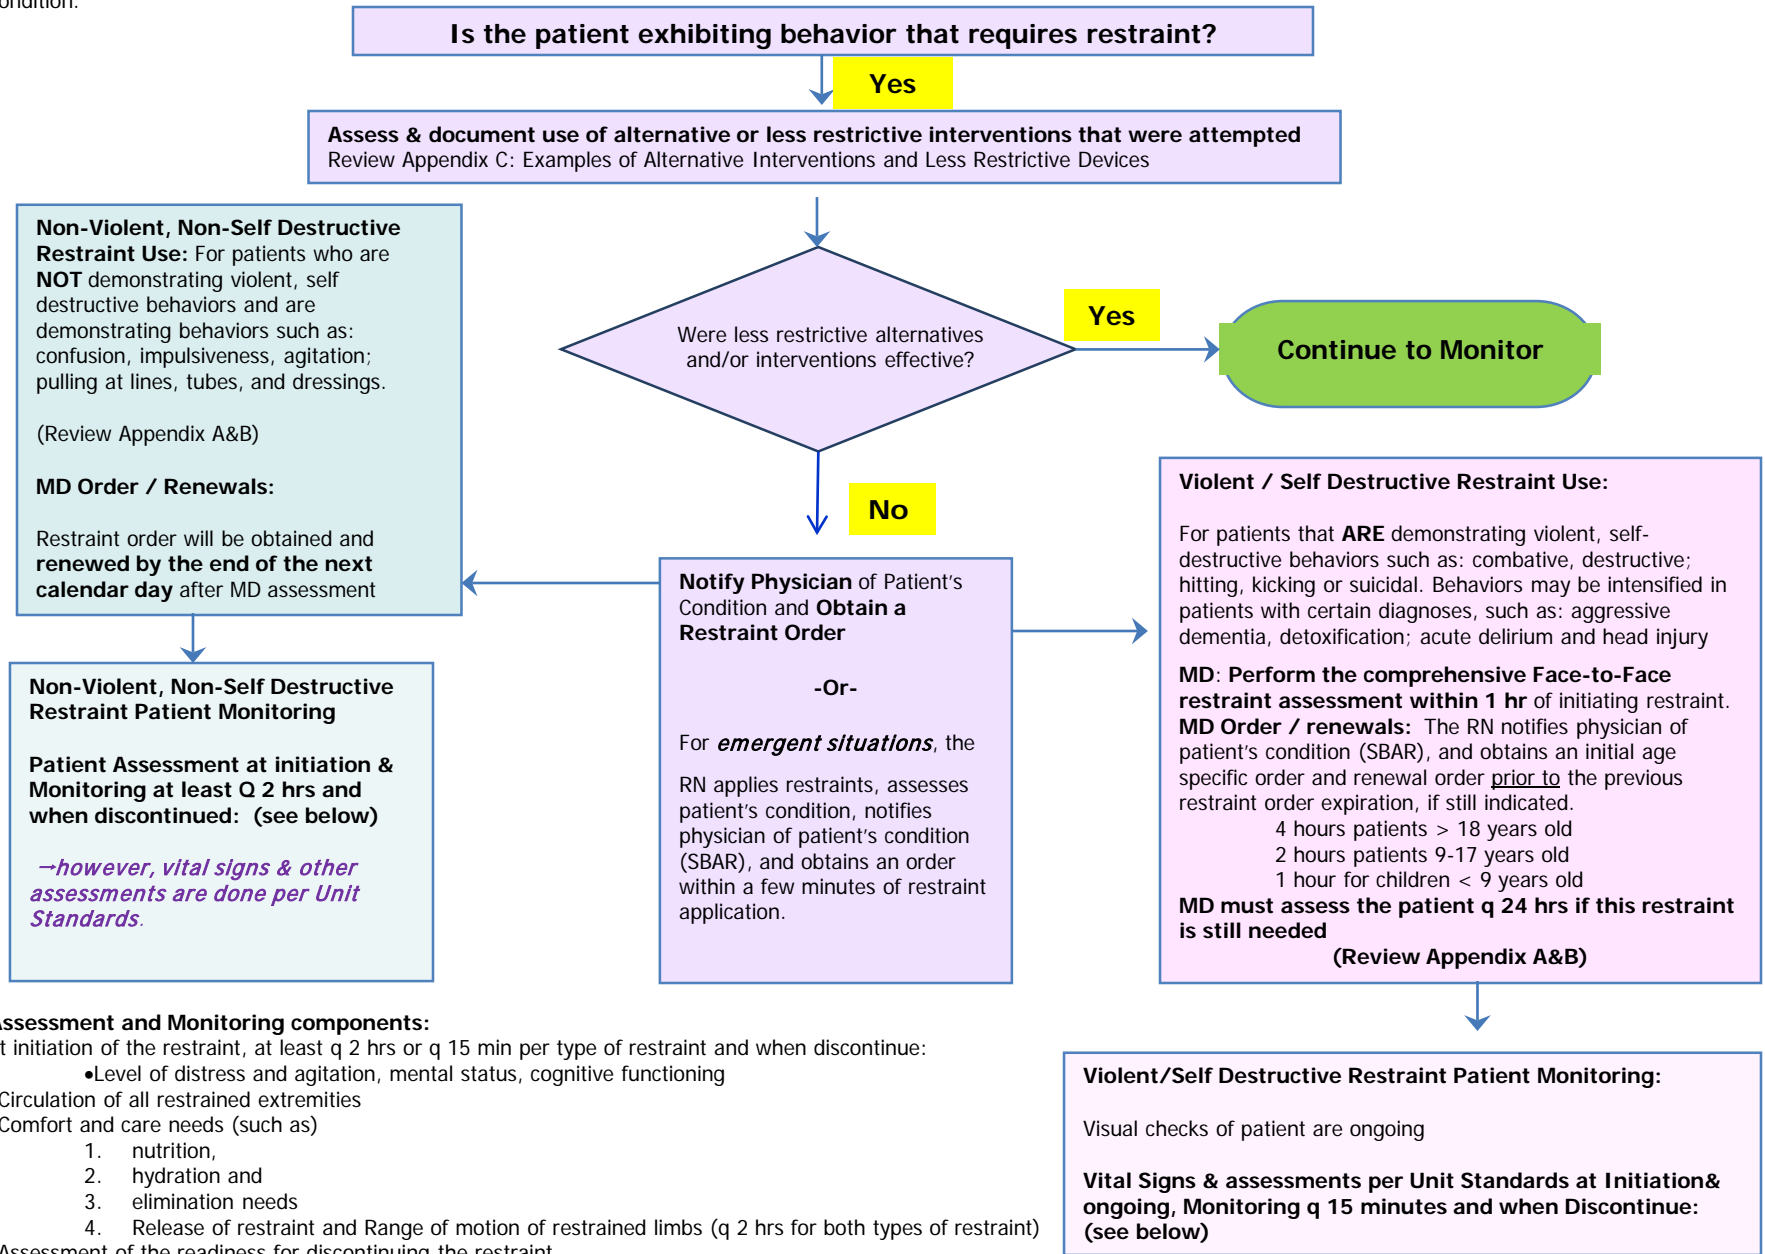 ondition.
Is the patient exhibiting behavior that requires restraint?
Yes
Assess & document use of alternative or less restrictive interventions that were attempted
Review Appendix C: Examples of Alternative Interventions and Less Restrictive Devices
Non-Violent, Non-Self Destructive
Restraint Use: For patients who are
NOT demonstrating violent, self
destructive behaviors and are
demonstrating behaviors such as:
confusion, impulsiveness, agitation;
pulling at lines, tubes, and dressings.
(Review Appendix A&B)
MD Order / Renewals:
Restraint order will be obtained and
renewed by the end of the next
calendar day after MD assessment
Were less restrictive alternatives
and/or interventions effective?
Yes
Continue to Monitor
No
Notify Physician of Patient's
Condition and Obtain a
Restraint Order
-Or-
For emergent situations, the
RN applies restraints, assesses
patient's condition, notifies
physician of patient's condition
(SBAR), and obtains an order
within a few minutes of restraint
application.
Violent / Self Destructive Restraint Use:
For patients that ARE demonstrating violent, self-
destructive behaviors such as: combative, destructive;
hitting, kicking or suicidal. Behaviors may be intensified in
patients with certain diagnoses, such as: aggressive
dementia, detoxification; acute delirium and head injury
MD: Perform the comprehensive Face-to-Face
restraint assessment within 1 hr of initiating restraint.
MD Order / renewals: The RN notifies physician of
patient's condition (SBAR), and obtains an initial age
specific order and renewal order prior to the previous
restraint order expiration, if still indicated.
4 hours patients > 18 years old
2 hours patients 9-17 years old
1 hour for children < 9 years old
MD must assess the patient q 24 hrs if this restraint
is still needed
(Review Appendix A&B)
Non-Violent, Non-Self Destructive
Restraint Patient Monitoring
Patient Assessment at initiation &
Monitoring at least Q 2 hrs and
when discontinued: (see below)
→however, vital signs & other
assessments are done per Unit
Standards.
Assessment and Monitoring components:
t initiation of the restraint, at least q 2 hrs or q 15 min per type of restraint and when discontinue:
•Level of distress and agitation, mental status, cognitive functioning
Circulation of all restrained extremities
Comfort and care needs (such as)
1. nutrition,
2. hydration and
3. elimination needs
4. Release of restraint and Range of motion of restrained limbs (q 2 hrs for both types of restraint)
Assessment of the readiness for discontinuing the restraint
Violent/Self Destructive Restraint Patient Monitoring:
Visual checks of patient are ongoing
Vital Signs & assessments per Unit Standards at Initiation&
ongoing, Monitoring q 15 minutes and when Discontinue:
(see below)